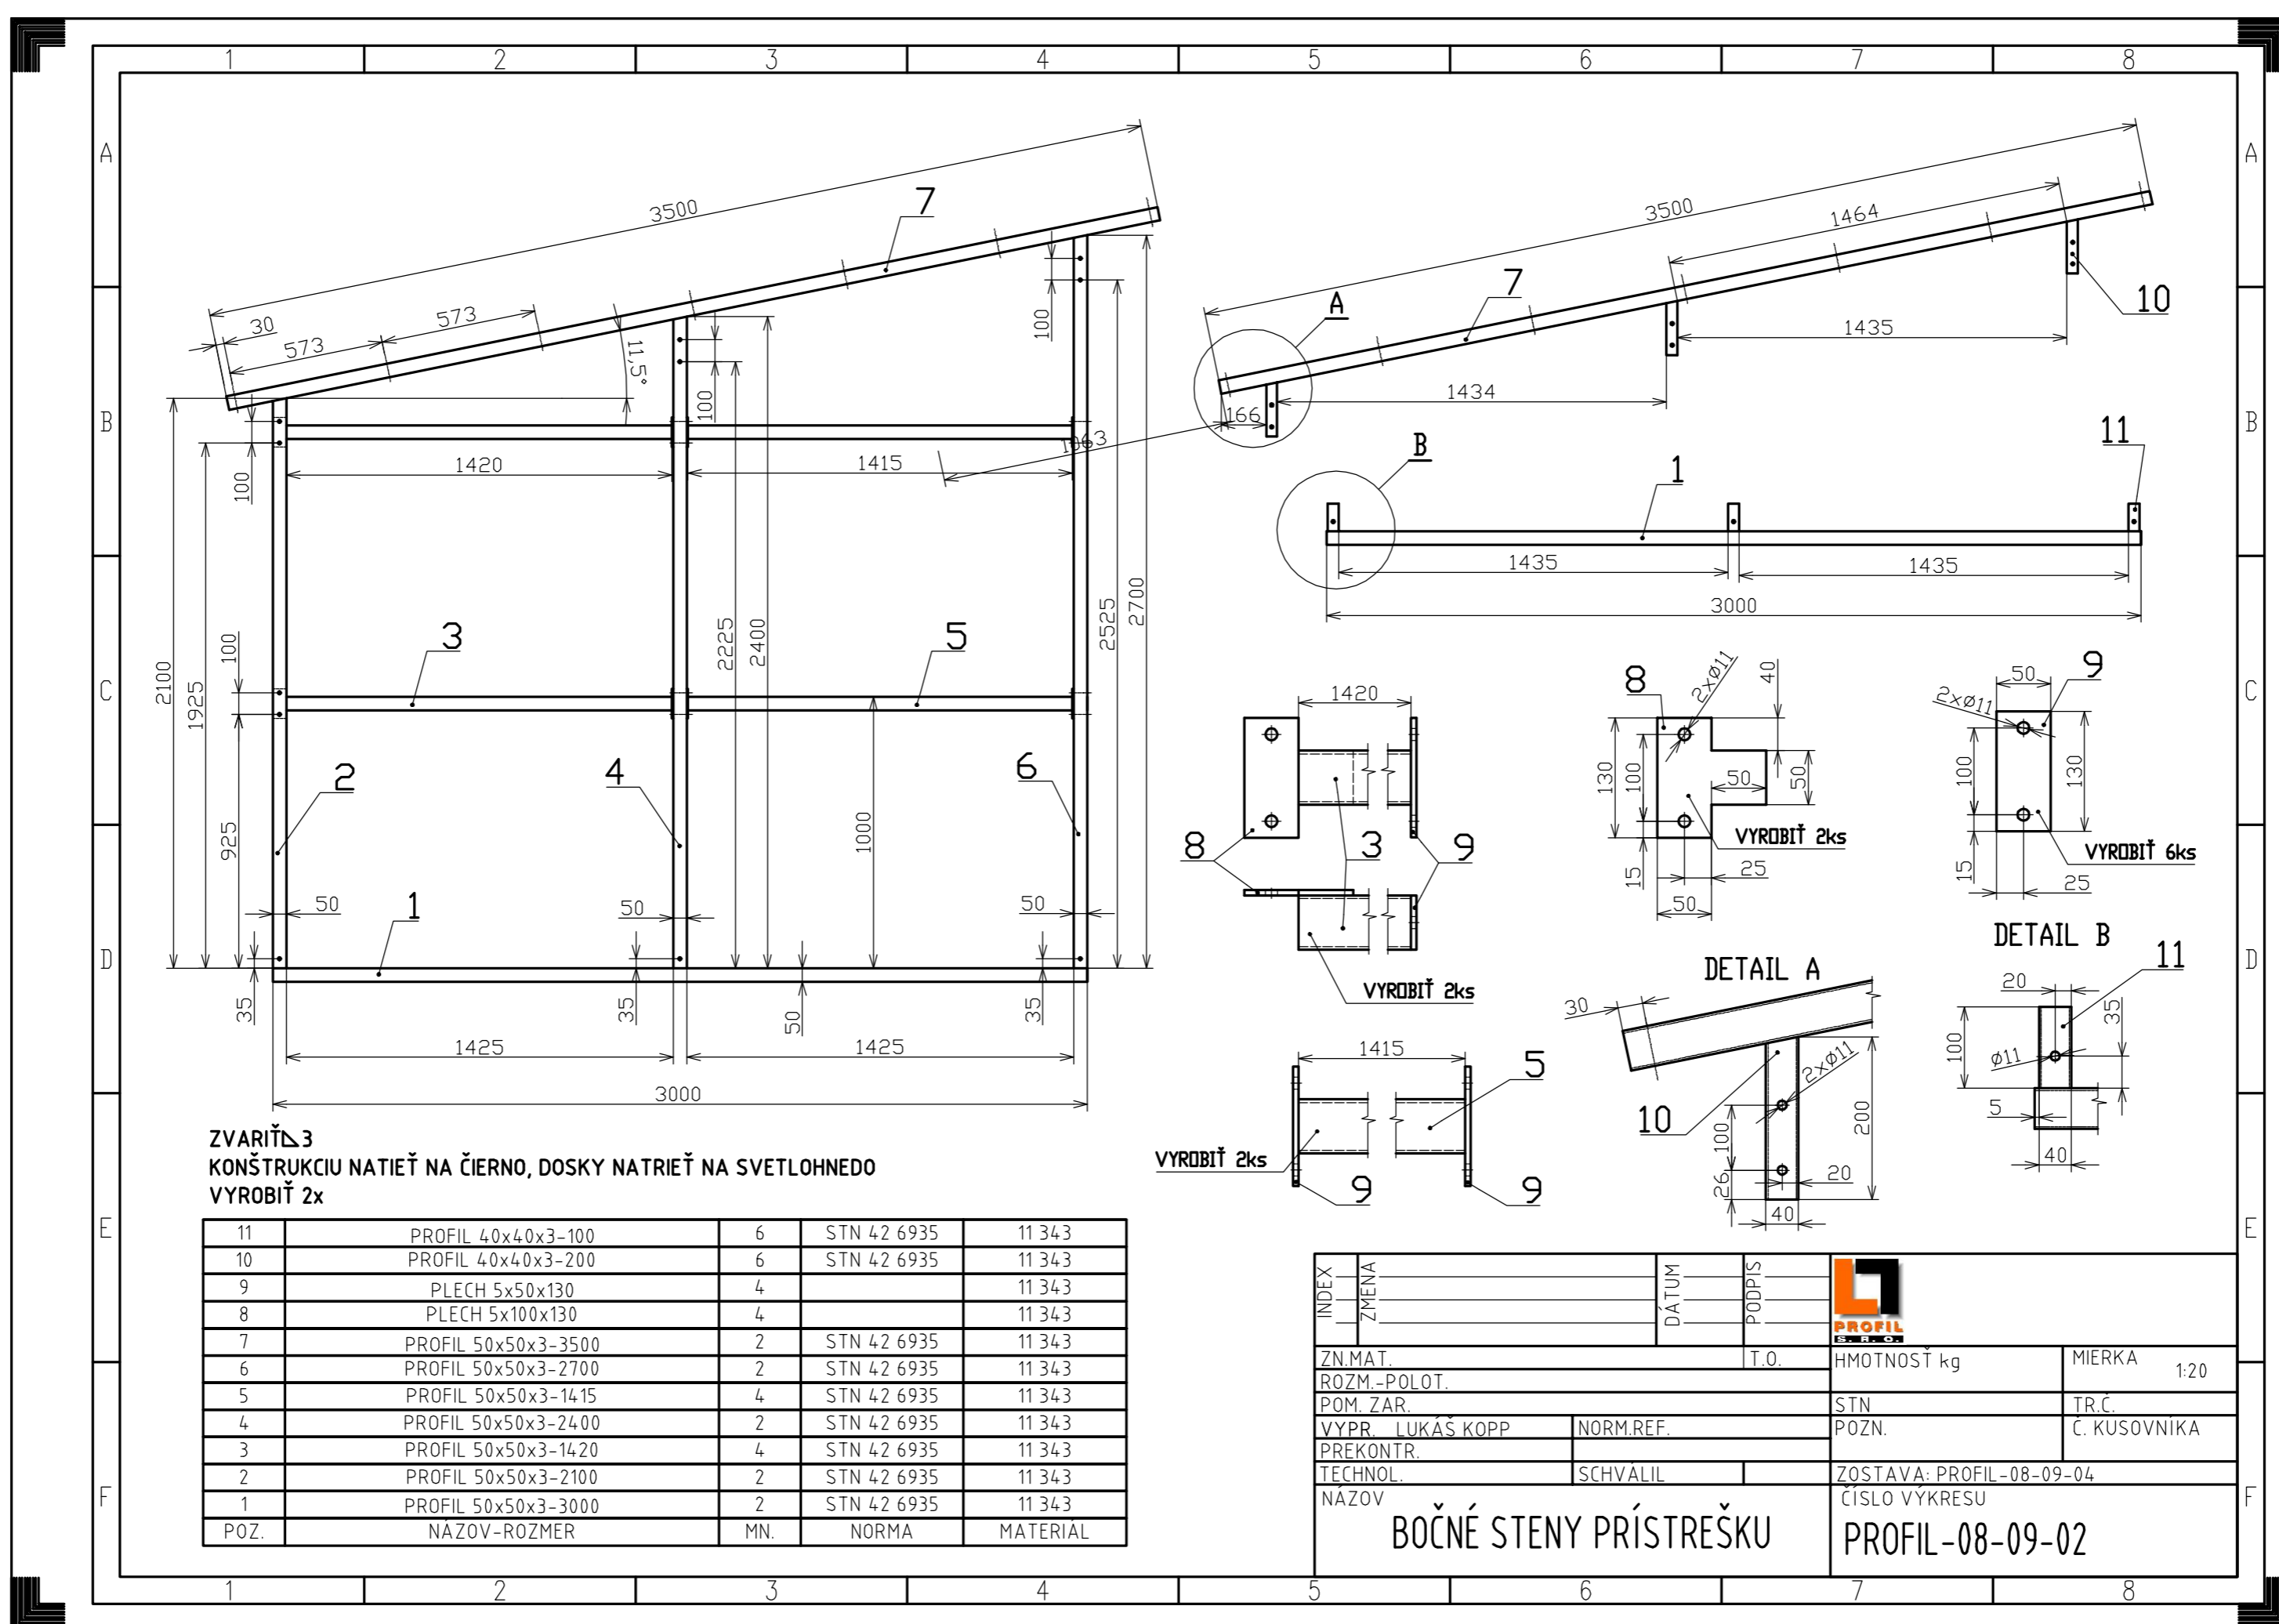 1 2 3 4 5 6 7 8
A A
B B
C C
D D
E E
F F
3500
7
30
573
573
11,5°
100
100
100
1420
1415
1063
2100
1925
925
100
3
5
2225
2400
2525
2700
2
4
6
1000
50
50
50
1
35
35
50
35
1425
1425
3000
3500
1464
A
7
10
1435
1434
166
B
11
1
1435
1435
3000
1420
8
3
9
VYROBIŤ 2ks
8
2xø11
40
130
100
50
50
VYROBIŤ 2ks
15
25
50
9
50
2xø11
100
130
VYROBIŤ 6ks
15
25
1415
5
VYROBIŤ 2ks
9
9
DETAIL A
30
2xø11
10
100
200
26
20
40
DETAIL B
11
20
35
100
ø11
5
40
ZVARIŤ 3
KONŠTRUKCIU NATIEŤ NA ČIERNO, DOSKY NATRIEŤ NA SVETLOHNEDO
VYROBIŤ 2x
11 PROFIL 40x40x3-100 6 STN 42 6935 11 343
10 PROFIL 40x40x3-200 6 STN 42 6935 11 343
9 PLECH 5x50x130 4 11 343
8 PLECH 5x100x130 4 11 343
7 PROFIL 50x50x3-3500 2 STN 42 6935 11 343
6 PROFIL 50x50x3-2700 2 STN 42 6935 11 343
5 PROFIL 50x50x3-1415 4 STN 42 6935 11 343
4 PROFIL 50x50x3-2400 2 STN 42 6935 11 343
3 PROFIL 50x50x3-1420 4 STN 42 6935 11 343
2 PROFIL 50x50x3-2100 2 STN 42 6935 11 343
1 PROFIL 50x50x3-3000 2 STN 42 6935 11 343
POZ. NÁZOV-ROZMER MN. NORMA MATERIÁL
INDEX ZMENA DÁTUM PODPIS
PROFIL
S. R. O.
ZN.MAT. T.O. HMOTNOSŤ kg MIERKA 1:20
ROZM.-POLOT.
POM. ZAR. STN TR.Č.
VYPR. LUKÁŠ KOPP NORM.REF. POZN. Č. KUSOVNÍKA
PREKONTR.
TECHNOL. SCHVÁLIL ZOSTAVA: PROFIL-08-09-04
NÁZOV ČÍSLO VÝKRESU
BOČNÉ STENY PRÍSTREŠKU PROFIL-08-09-02
1 2 3 4 5 6 7 8